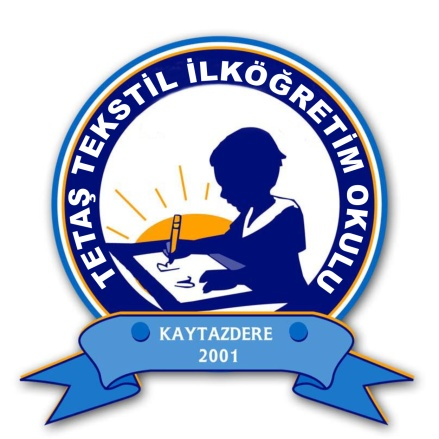 TETAŞ TEKSTİL İLKÖĞRETİM OKULU
KAYTAZDERE
2001